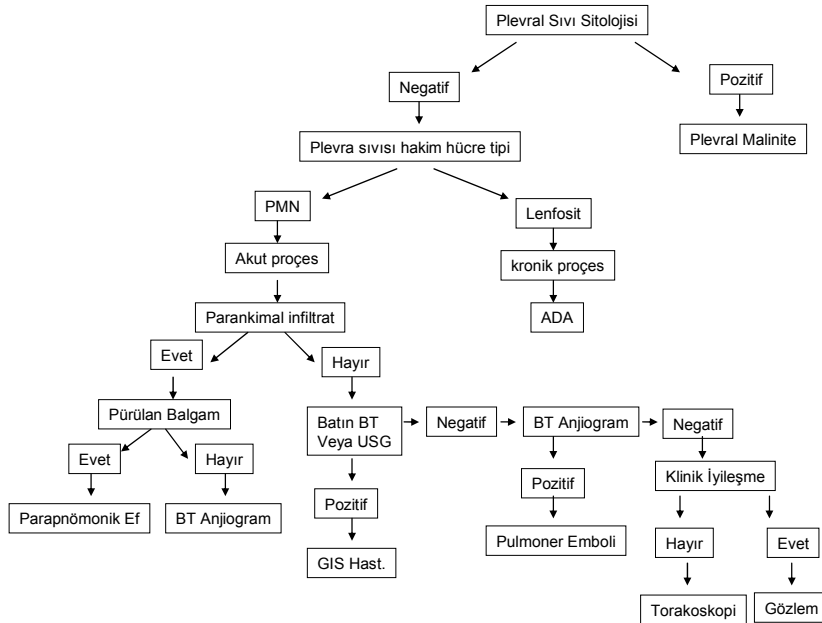 Plevral Sıvı Sitolojisi
Negatif
Pozitif
Plevra sıvısı hakim hücre tipi
Plevral Malinite
PMN
Lenfosit
Akut proçes
kronik proçes
Parankimal infiltrat
ADA
Evet
Hayır
Pürülan Balgam
Batın BT
Veya USG
Negatif
BT Anjiogram
Negatif
Evet
Hayır
Pozitif
Pozitif
Klinik İyileşme
Parapnömonik Ef
BT Anjiogram
GIS Hast.
Pulmoner Emboli
Hayır
Evet
Torakoskopi
Gözlem